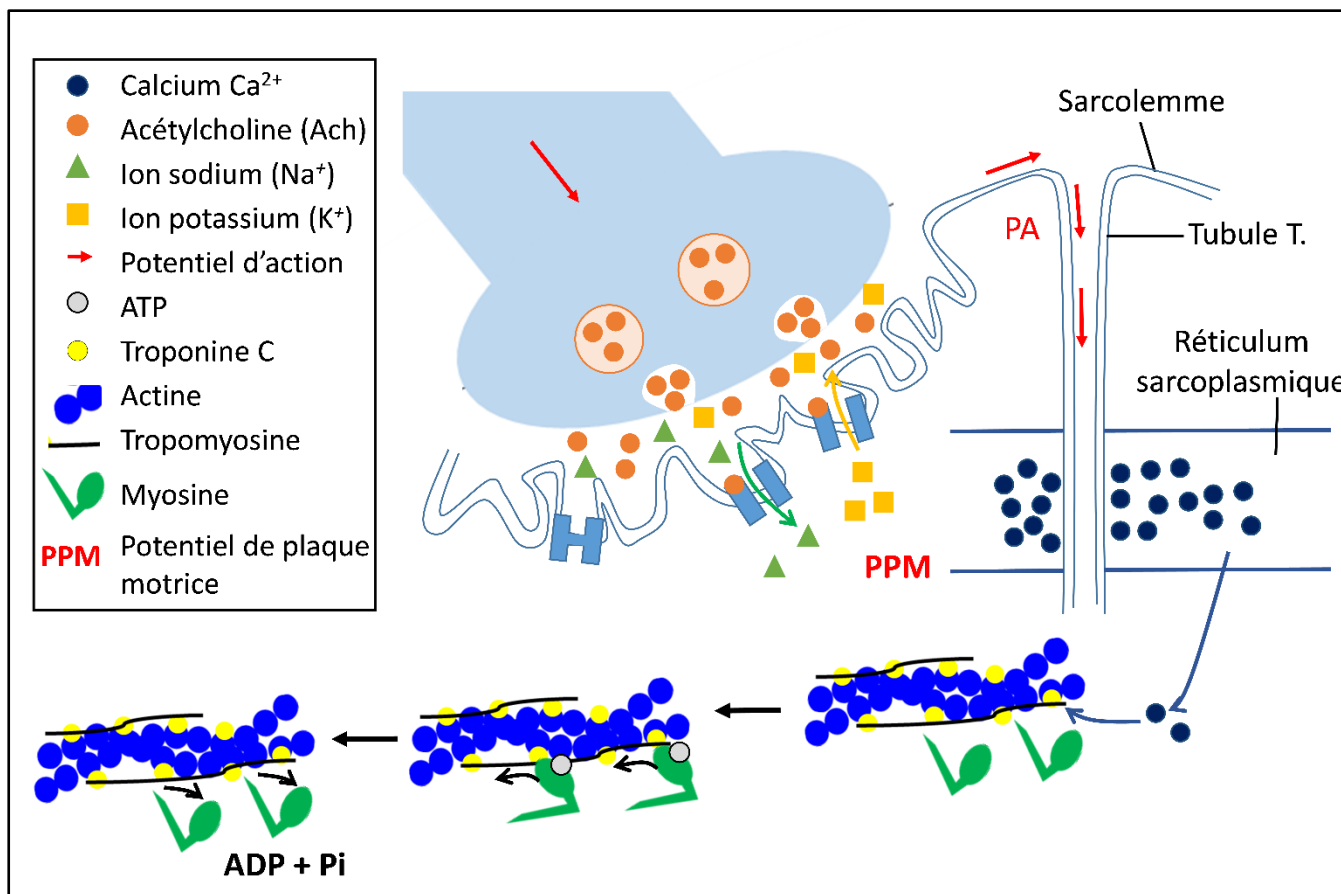 Calcium Ca²⁺
Acétylcholine (Ach)
Ion sodium (Na⁺)
Ion potassium (K⁺)
Potentiel d’action
ATP
Troponine C
Actine
Tropomyosine
Myosine
PPM Potentiel de plaque
motrice
Sarcolemme
PA
Tubule T.
Réticulum
sarcoplasmique
PPM
ADP + Pi